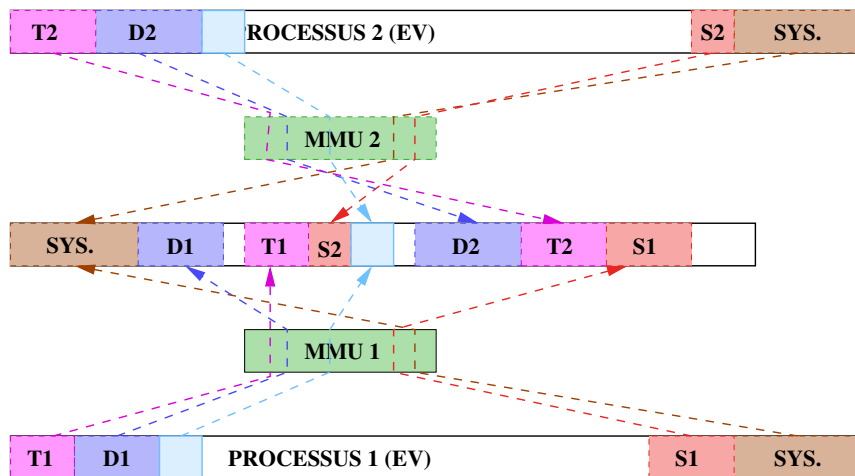 T2 D2 ROCESSUS 2 (EV) S2 SYS.
MMU 2
SYS. D1 T1 S2 D2 T2 S1
MMU 1
T1 D1 PROCESSUS 1 (EV) S1 SYS.